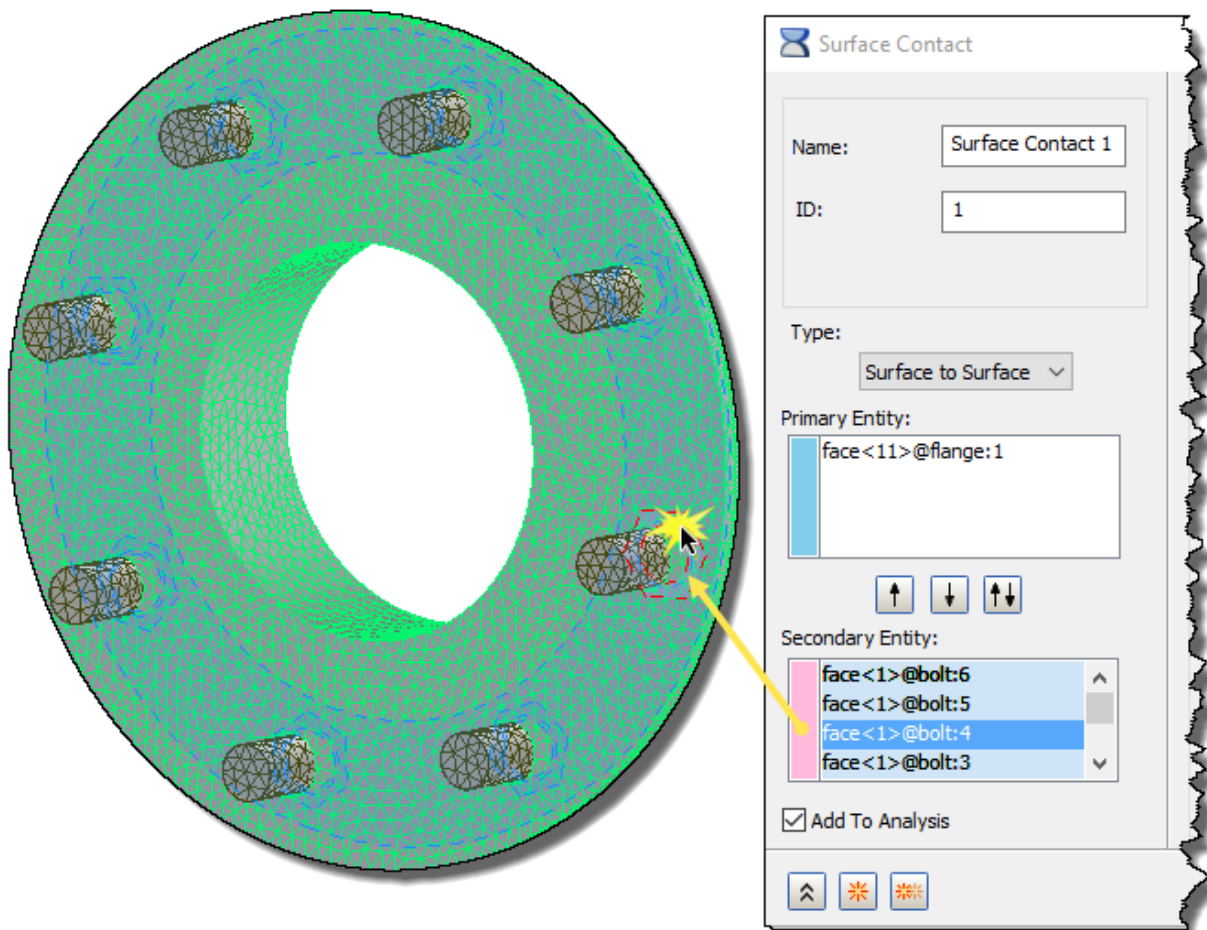 Surface Contact
Name: Surface Contact 1
ID: 1
Type:
Surface to Surface
Primary Entity:
face<11>@flange:1
Secondary Entity:
face<1>@bolt:6
face<1>@bolt:5
face<1>@bolt:4
face<1>@bolt:3
Add To Analysis